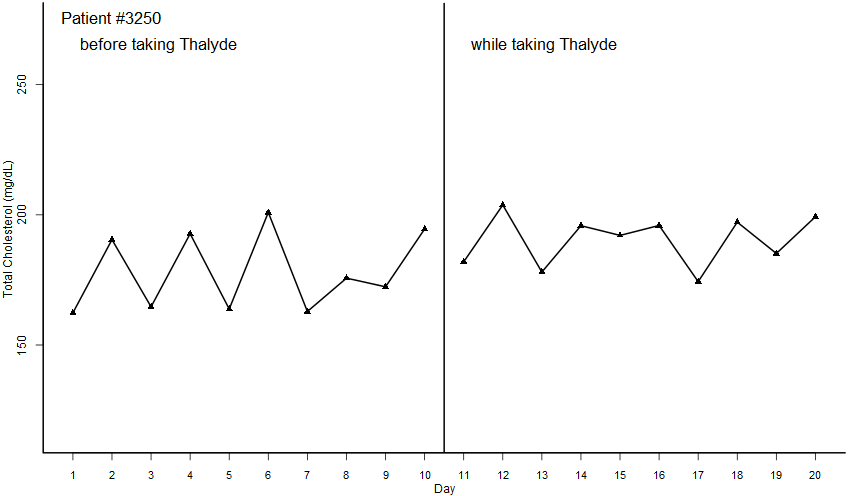 Patient #3250
before taking Thalyde
while taking Thalyde
Total Cholesterol (mg/dL)
250
200
150
1 2 3 4 5 6 7 8 9 10 11 12 13 14 15 16 17 18 19 20
Day